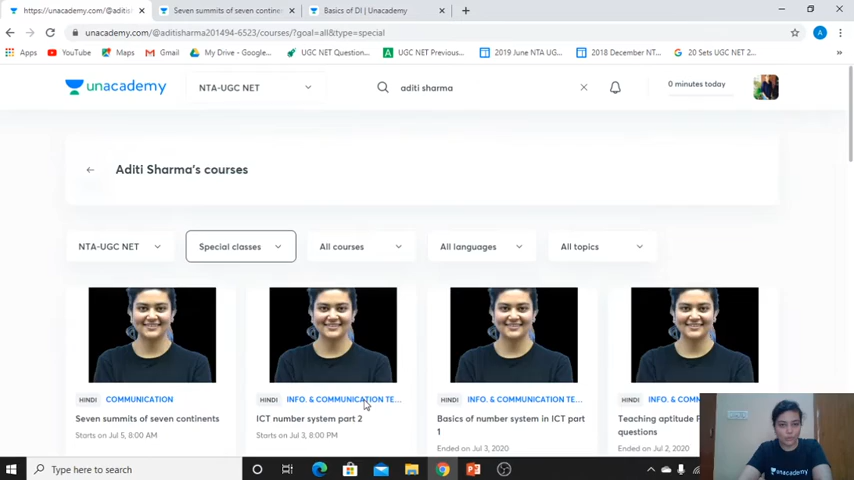 https://unacademy.com/@aditis
Seven summits of seven continen
Basics of DI | Unacademy
unacademy.com/@aditisharma201494-6523/courses/?goal=all&type=special
Apps YouTube Maps Gmail My Drive - Google... UGC NET Question... UGC NET Previous... 2019 June NTA UG... 2018 December NT... 20 Sets UGC NET 2...
unacademy
NTA-UGC NET
aditi sharma
0 minutes today
Aditi Sharma's courses
NTA-UGC NET Special classes All courses All languages All topics
HINDI COMMUNICATION
Seven summits of seven continents
Starts on Jul 5, 8:00 AM
HINDI INFO. & COMMUNICATION TE...
ICT number system part 2
Starts on Jul 3, 8:00 PM
HINDI INFO. & COMMUNICATION TE...
Basics of number system in ICT part
1
Ended on Jul 3, 2020
HINDI INFO. & COMM
Teaching aptitude
questions
Ended on Jul 2, 2020
Type here to search
unacademy